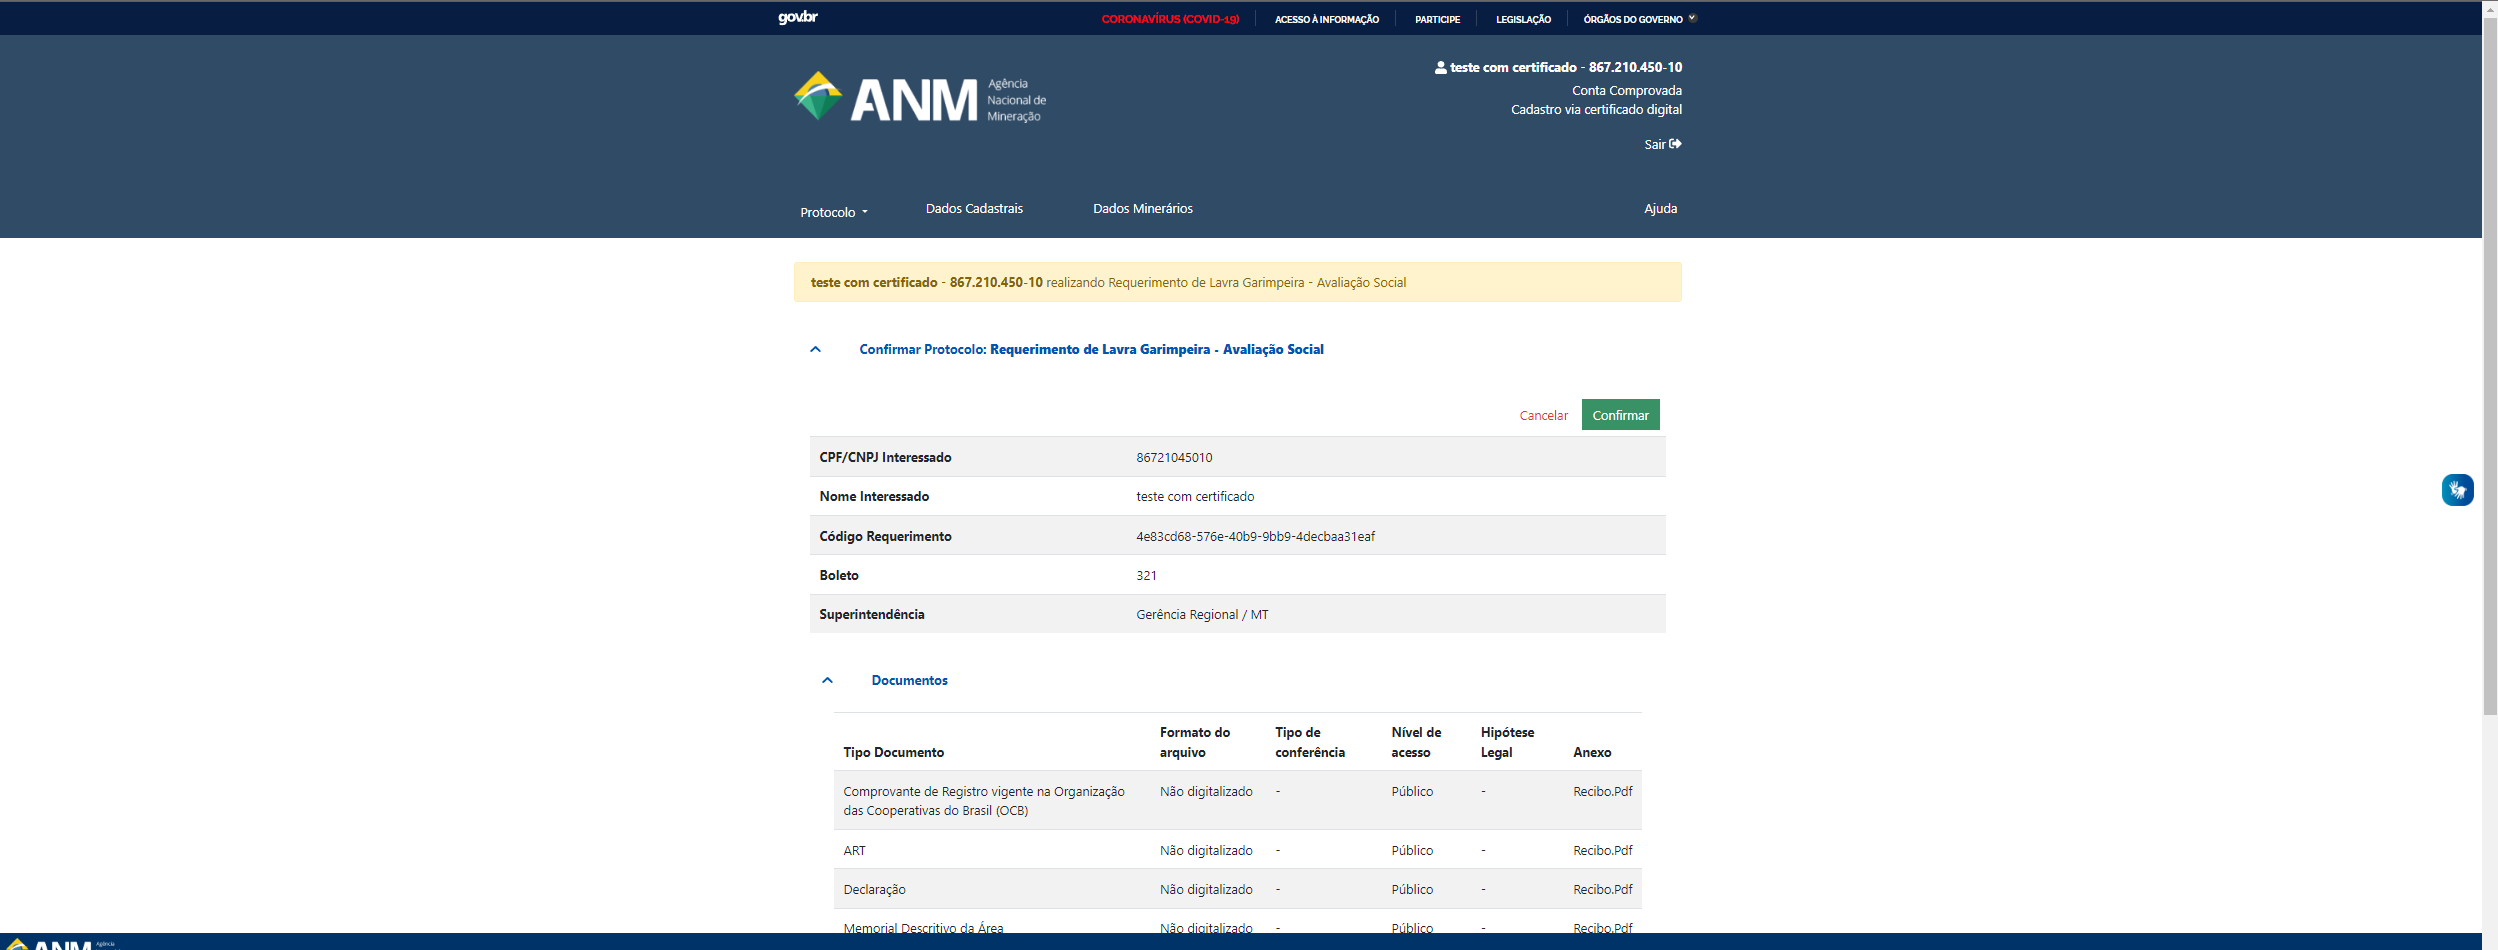 gov.br
CORONAVÍRUS (COVID-19) ACESSO À INFORMAÇÃO PARTICIPE LEGISLAÇÃO ÓRGÃOS DO GOVERNO
ANM Agência
Nacional de
Mineração
teste com certificado - 867.210.450-10
Conta Comprovada
Cadastro via certificado digital
Sair
Protocolo Dados Cadastrais Dados Minerários Ajuda
teste com certificado - 867.210.450-10 realizando Requerimento de Lavra Garimpeira - Avaliação Social
Confirmar Protocolo: Requerimento de Lavra Garimpeira - Avaliação Social
Cancelar Confirmar
CPF/CNPJ Interessado 86721045010
Nome Interessado teste com certificado
Código Requerimento 4e83cd68-576e-40b9-9bb9-4decbaa31eaf
Boleto 321
Superintendência Gerência Regional / MT
Documentos
Tipo Documento Formato do arquivo Tipo de conferência Nível de acesso Hipótese Legal Anexo
Comprovante de Registro vigente na Organização Não digitalizado - Público - Recibo.Pdf
das Cooperativas do Brasil (OCB)
ART Não digitalizado - Público - Recibo.Pdf
Declaração Não digitalizado - Público - Recibo.Pdf
Memorial Descritivo da Área Não digitalizado - Público - Recibo.Pdf
ANM Agência